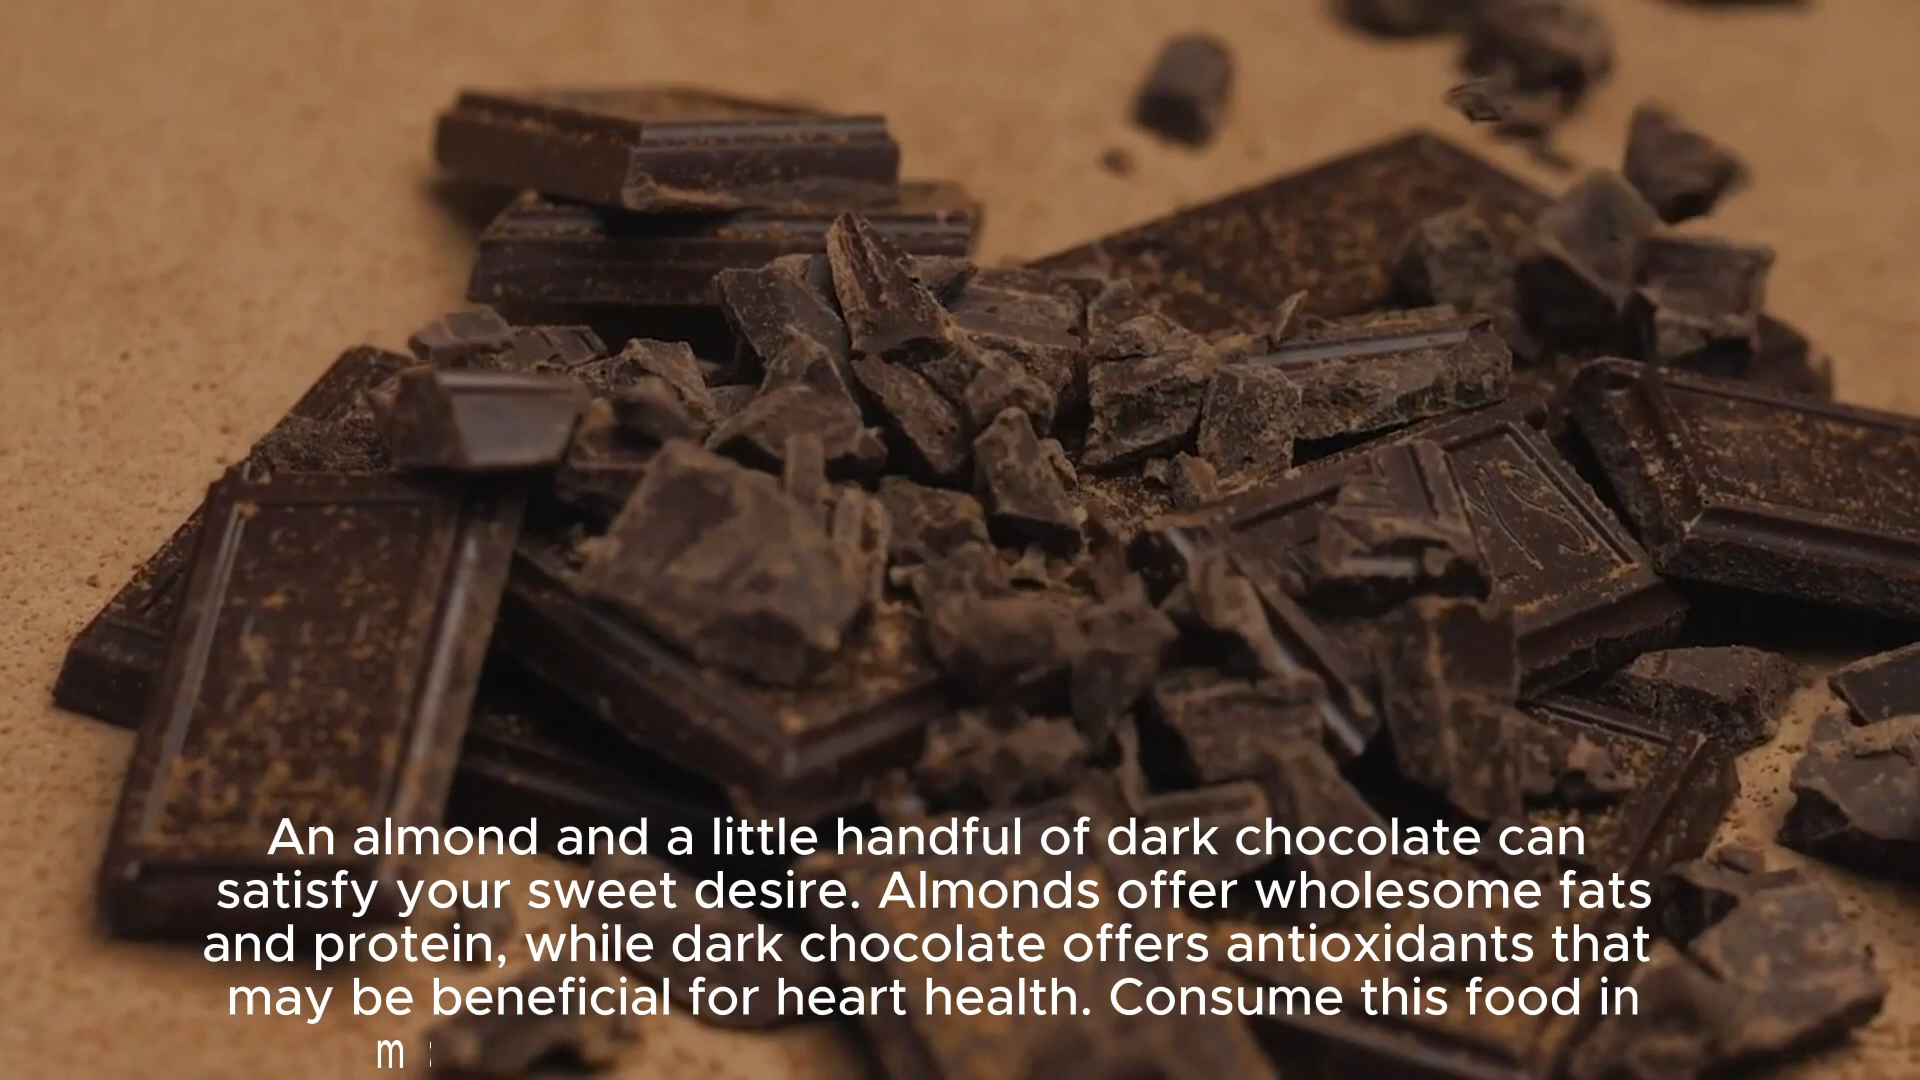 An almond and a little handful of dark chocolate can
satisfy your sweet desire. Almonds offer wholesome fats
and protein, while dark chocolate offers antioxidants that
may be beneficial for heart health. Consume this food in
m